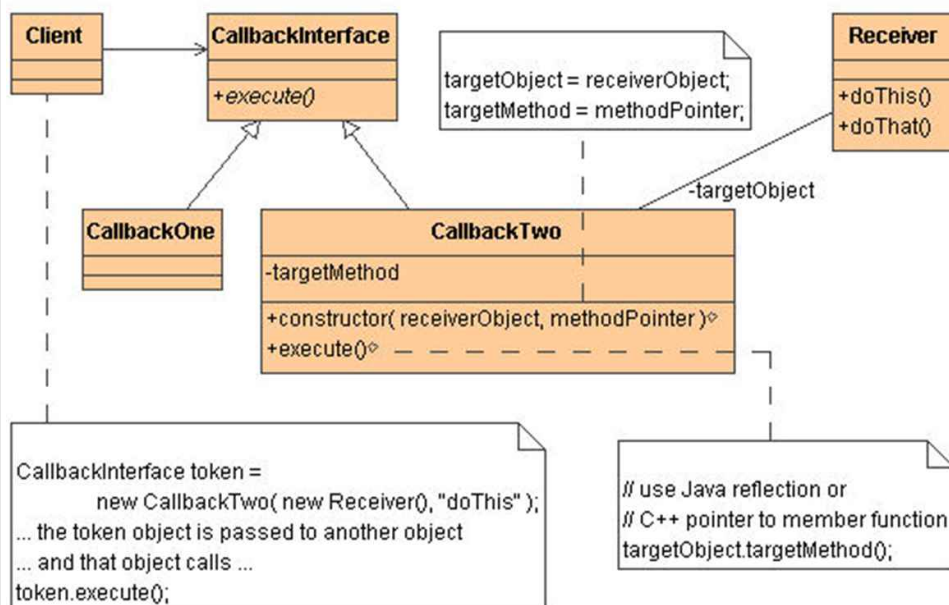 Client
CallbackInterface
+execute()
targetObject = receiverObject;
targetMethod = methodPointer;
Receiver
+doThis()
+doThat()
-targetObject
CallbackOne
CallbackTwo
-targetMethod
+constructor( receiverObject, methodPointer )
+execute()
CallbackInterface token =
new CallbackTwo( new Receiver(), "doThis" );
... the token object is passed to another object
... and that object calls ...
token.execute();
// use Java reflection or
// C++ pointer to member function
targetObject.targetMethod();